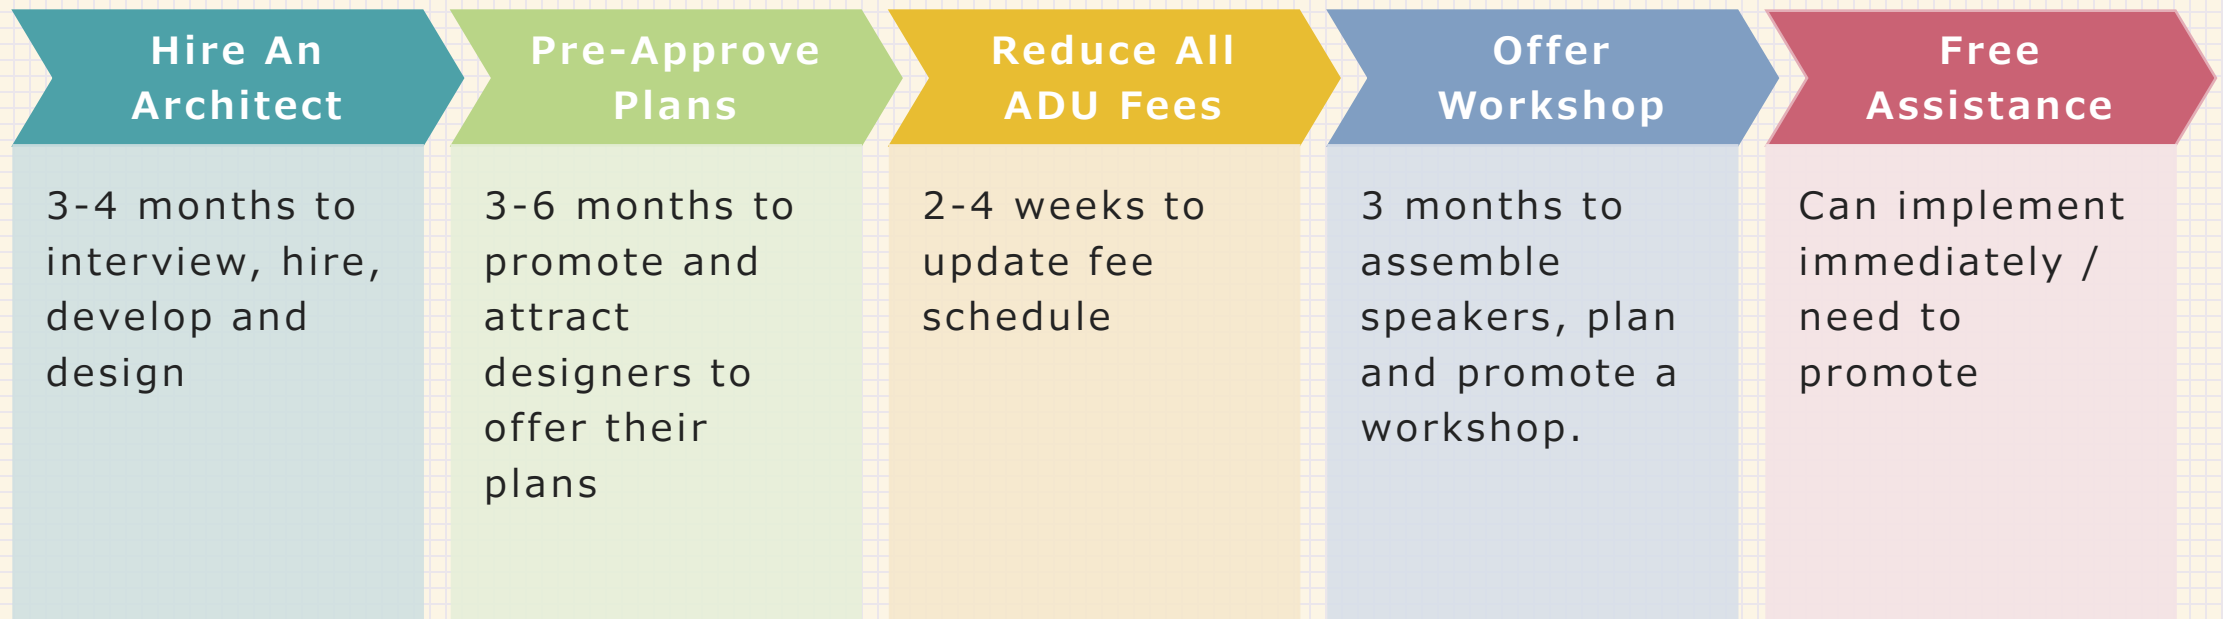 Hire An
Architect
3-4 months to
interview, hire,
develop and
design
Pre-Approve
Plans
3-6 months to
promote and
attract
designers to
offer their
plans
Reduce All
ADU Fees
2-4 weeks to
update fee
schedule
Offer
Workshop
3 months to
assemble
speakers, plan
and promote a
workshop.
Free
Assistance
Can implement
immediately /
need to
promote